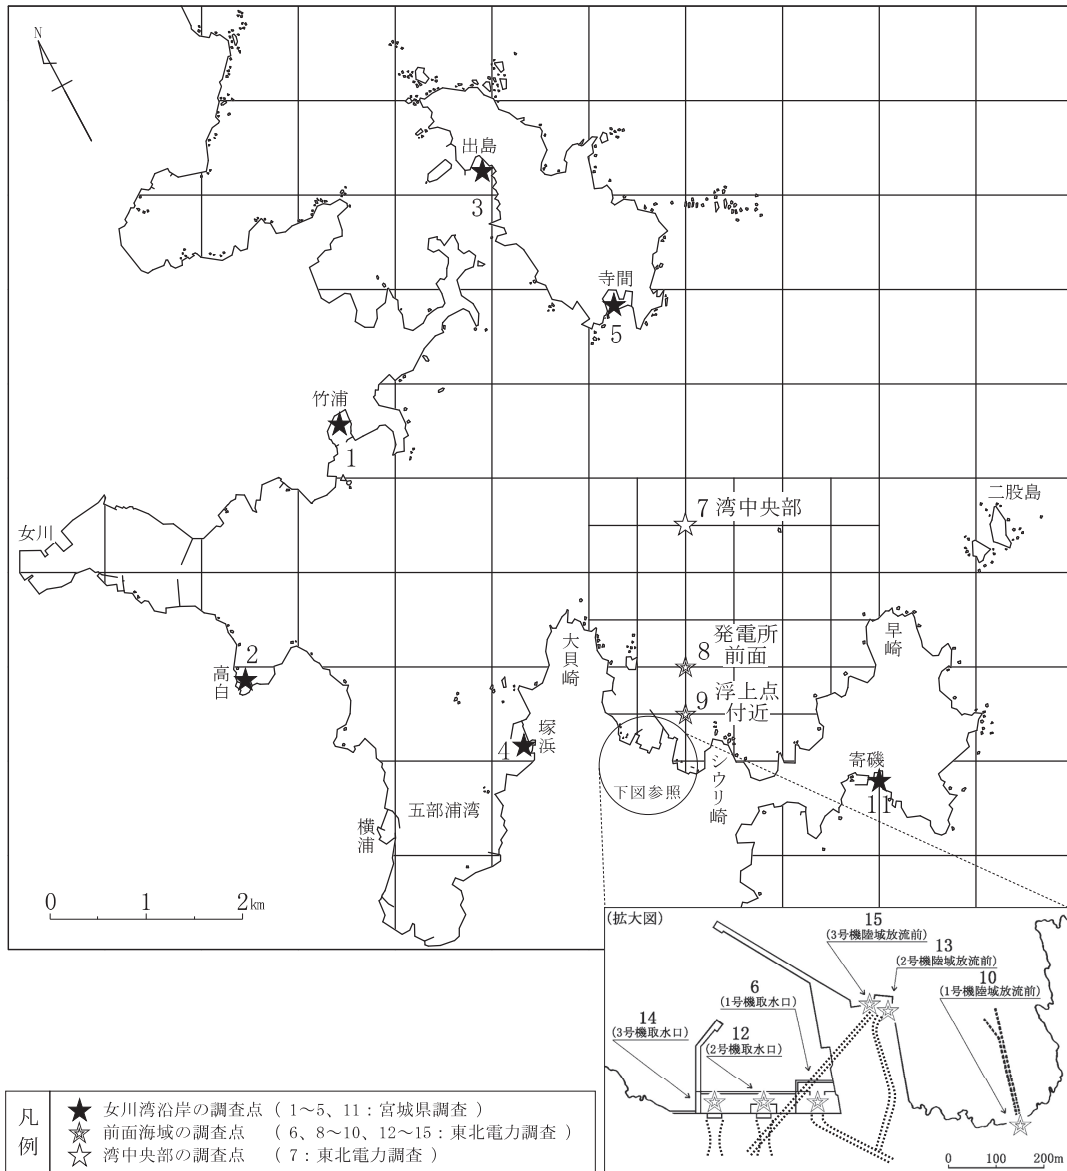 N
出島
3
寺間
5
竹浦
1
女川
7 湾中央部
二股島
2
高白
大貝崎
8 発電所前面
9 浮上点付近
早崎
4 塚浜
下図参照
シウリ崎
寄磯
11
五部浦湾
横浦
0 1 2km
(拡大図)
15
(3号機陸域放流前)
13
(2号機陸域放流前)
10
(1号機陸域放流前)
6
(1号機取水口)
14
(3号機取水口)
12
(2号機取水口)
0 100 200m
凡例
★ 女川湾沿岸の調査点 ( 1~5、11:宮城県調査 )
前面海域の調査点 ( 6、8~10、12~15:東北電力調査 )
☆ 湾中央部の調査点 ( 7:東北電力調査 )